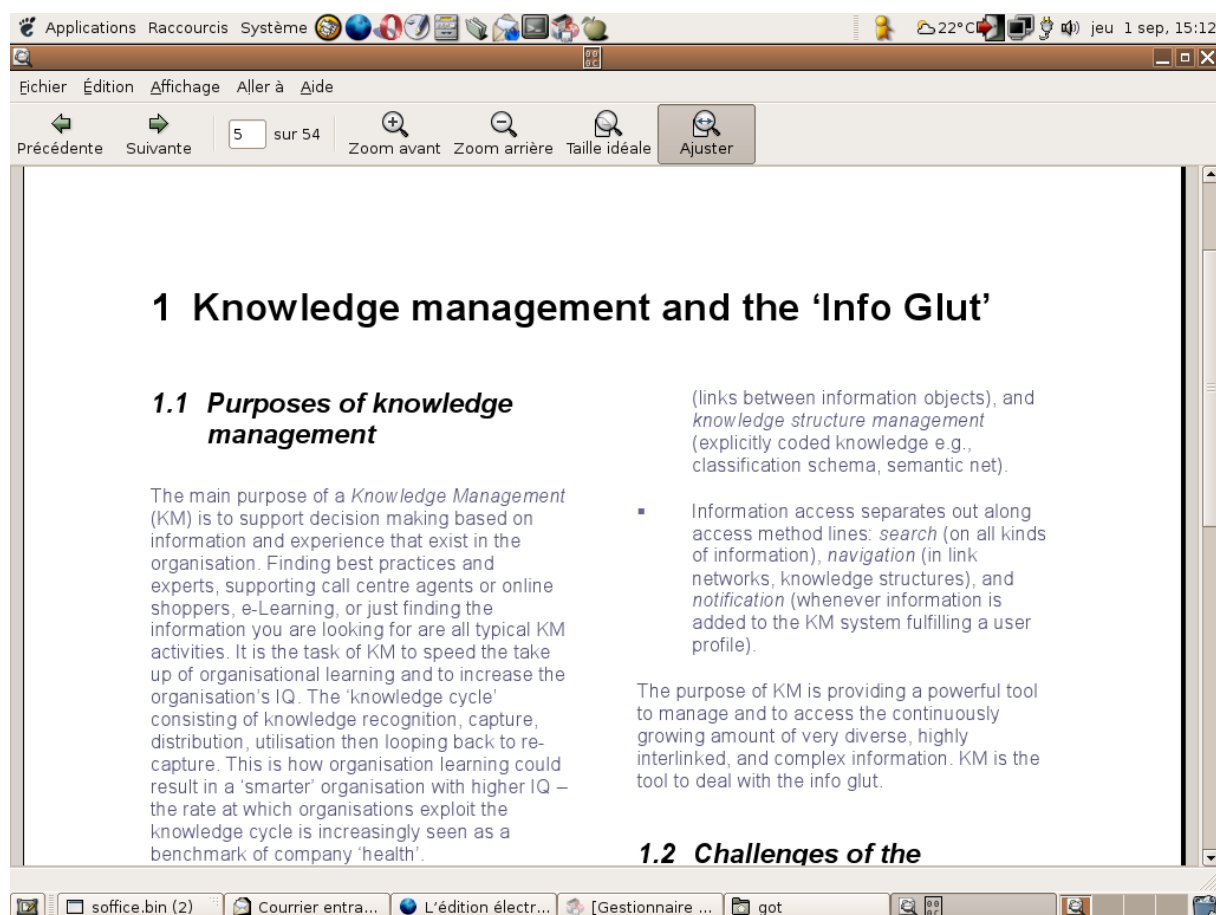 Applications Raccourcis Système 22°C jeu 1 sep, 15:12
Fichier Édition Affichage Aller à Aide
Précédente Suivante 5 sur 54 Zoom avant Zoom arrière Taille idéale Ajuster
1 Knowledge management and the ‘Info Glut’
1.1 Purposes of knowledge
management
The main purpose of a Knowledge Management
(KM) is to support decision making based on
information and experience that exist in the
organisation. Finding best practices and
experts, supporting call centre agents or online
shoppers, e-Learning, or just finding the
information you are looking for are all typical KM
activities. It is the task of KM to speed the take
up of organisational learning and to increase the
organisation’s IQ. The ‘knowledge cycle’
consisting of knowledge recognition, capture,
distribution, utilisation then looping back to re-
capture. This is how organisation learning could
result in a ‘smarter’ organisation with higher IQ –
the rate at which organisations exploit the
knowledge cycle is increasingly seen as a
benchmark of company ‘health’.
(links between information objects), and
knowledge structure management
(explicitly coded knowledge e.g.,
classification schema, semantic net).
▪ Information access separates out along
access method lines: search (on all kinds
of information), navigation (in link
networks, knowledge structures), and
notification (whenever information is
added to the KM system fulfilling a user
profile).
The purpose of KM is providing a powerful tool
to manage and to access the continuously
growing amount of very diverse, highly
interlinked, and complex information. KM is the
tool to deal with the info glut.
1.2 Challenges of the
soffice.bin (2) Courrier entra... L'édition électr... [Gestionnaire ... got